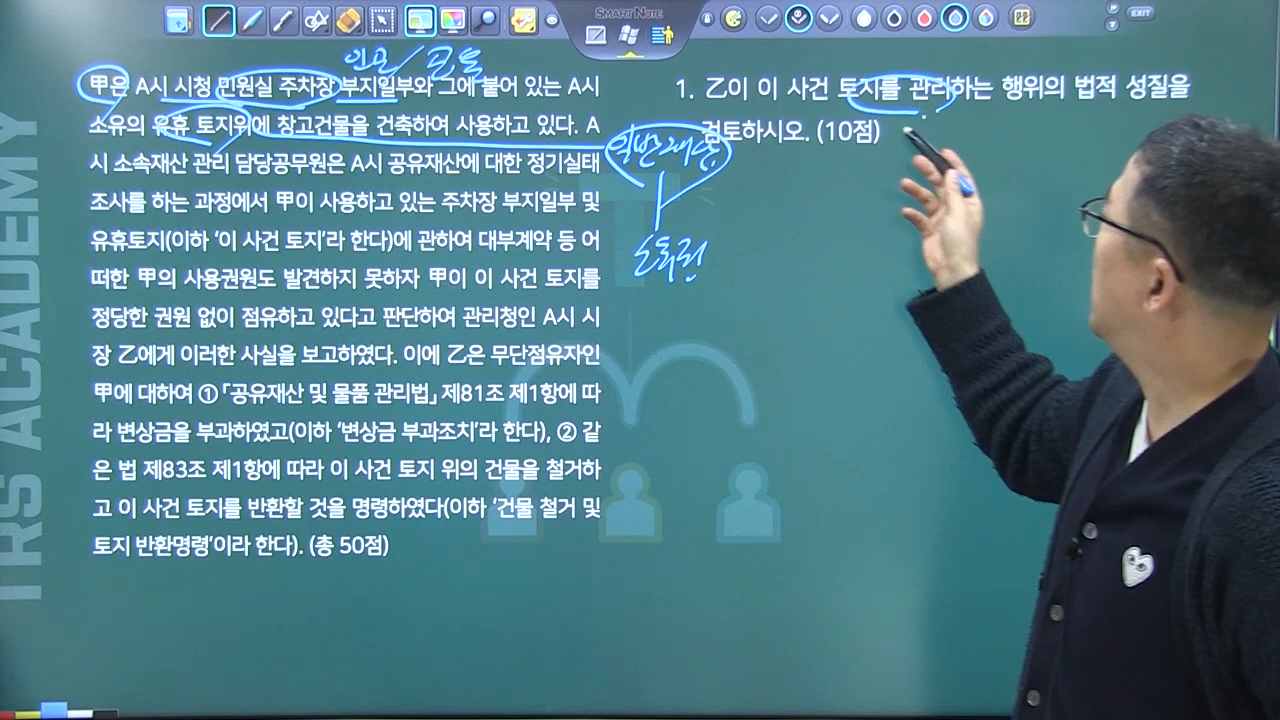 SMARTNOTE
EXIT
TRS ACADEMY
인모/
甲은 A시 시청 민원실 주차장 부지일부와 그에 붙어 있는 A시
소유의 유휴 토지위에 창고건물을 건축하여 사용하고 있다. A
시 소속재산 관리 담당공무원은 A시 공유재산에 대한 정기실태
조사를 하는 과정에서 甲이 사용하고 있는 주차장 부지일부 및
유휴토지(이하 ‘이 사건 토지’라 한다)에 관하여 대부계약 등 어
떠한 甲의 사용권원도 발견하지 못하자 甲이 이 사건 토지를
정당한 권원 없이 점유하고 있다고 판단하여 관리청인 A시 시
장 乙에게 이러한 사실을 보고하였다. 이에 乙은 무단점유자인
甲에 대하여 ①「공유재산 및 물품 관리법」 제81조 제1항에 따
라 변상금을 부과하였고(이하 ‘변상금 부과조치’라 한다), ② 같
은 법 제83조 제1항에 따라 이 사건 토지 위의 건물을 철거하
고 이 사건 토지를 반환할 것을 명령하였다(이하 ‘건물 철거 및
토지 반환명령’이라 한다). (총 50점)
일반재산
소유권
1. 乙이 이 사건 토지를 관리하는 행위의 법적 성질을
검토하시오. (10점)